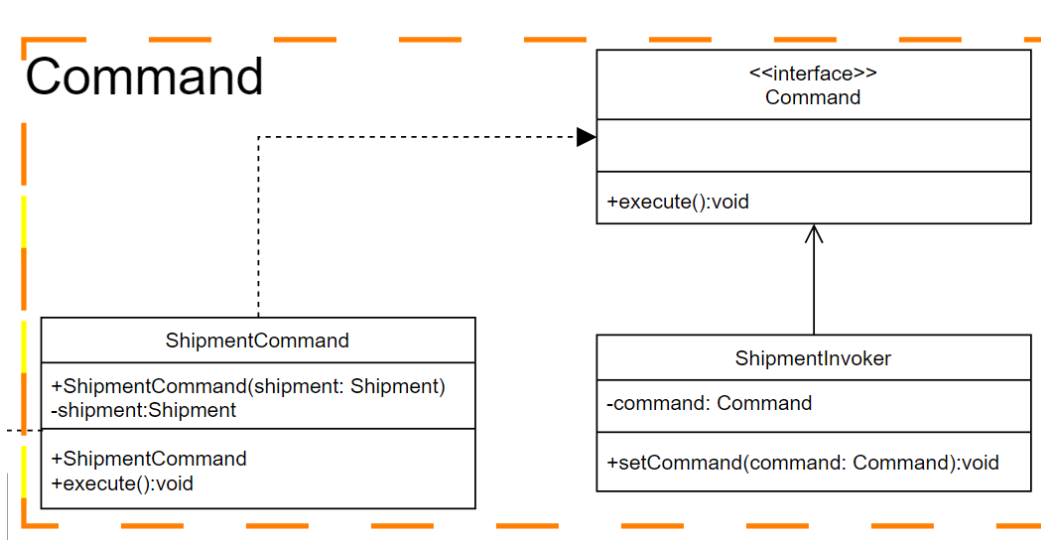 Command
<<interface>>
Command
+execute():void
ShipmentCommand
+ShipmentCommand(shipment: Shipment)
-shipment:Shipment
+ShipmentCommand
+execute():void
ShipmentInvoker
-command: Command
+setCommand(command: Command):void